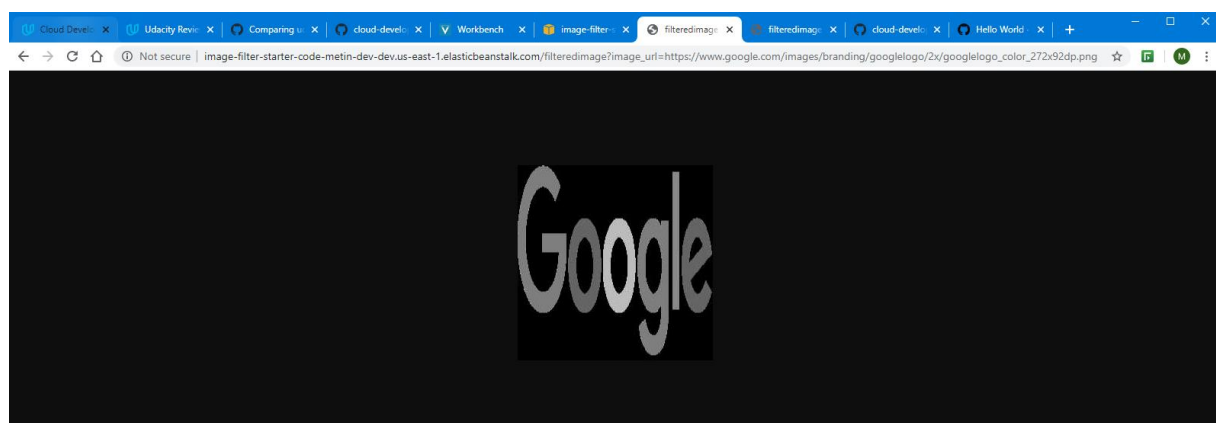 Cloud Develo
Udacity Revie
Comparing u
cloud-develo
Workbench
image-filter-s
filteredimage
filteredimage
cloud-develo
Hello World -
Not secure | image-filter-starter-code-metin-dev-dev.us-east-1.elasticbeanstalk.com/filteredimage?image_url=https://www.google.com/images/branding/googlelogo/2x/googlelogo_color_272x92dp.png
M
Google